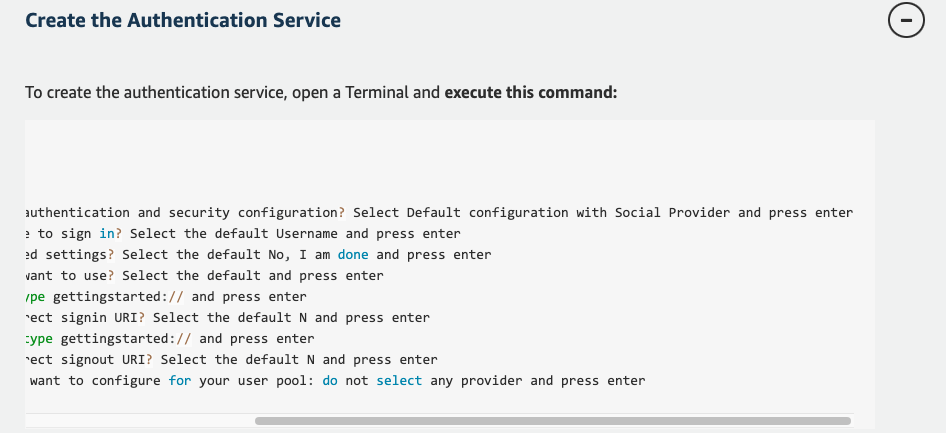 Create the Authentication Service
To create the authentication service, open a Terminal and execute this command:
authentication and security configuration? Select Default configuration with Social Provider and press enter
to sign in? Select the default Username and press enter
ed settings? Select the default No, I am done and press enter
want to use? Select the default and press enter
ype gettingstarted:// and press enter
rect signin URI? Select the default N and press enter
type gettingstarted:// and press enter
rect signout URI? Select the default N and press enter
want to configure for your user pool: do not select any provider and press enter